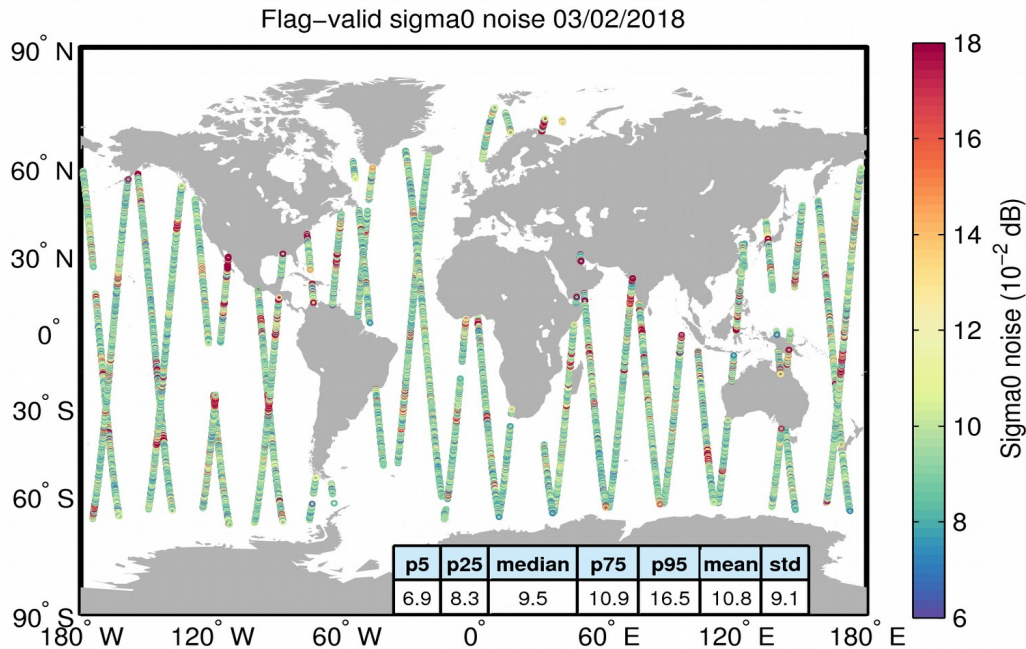 Flag−valid sigma0 noise 03/02/2018
90° N
60° N
30° N
0°
30° S
60° S
90° S
180° W
120° W
60° W
0°
60° E
120° E
180° E
p5 p25 median p75 p95 mean std
6.9 8.3 9.5 10.9 16.5 10.8 9.1
18
16
14
12
10
8
6
Sigma0 noise (10⁻² dB)